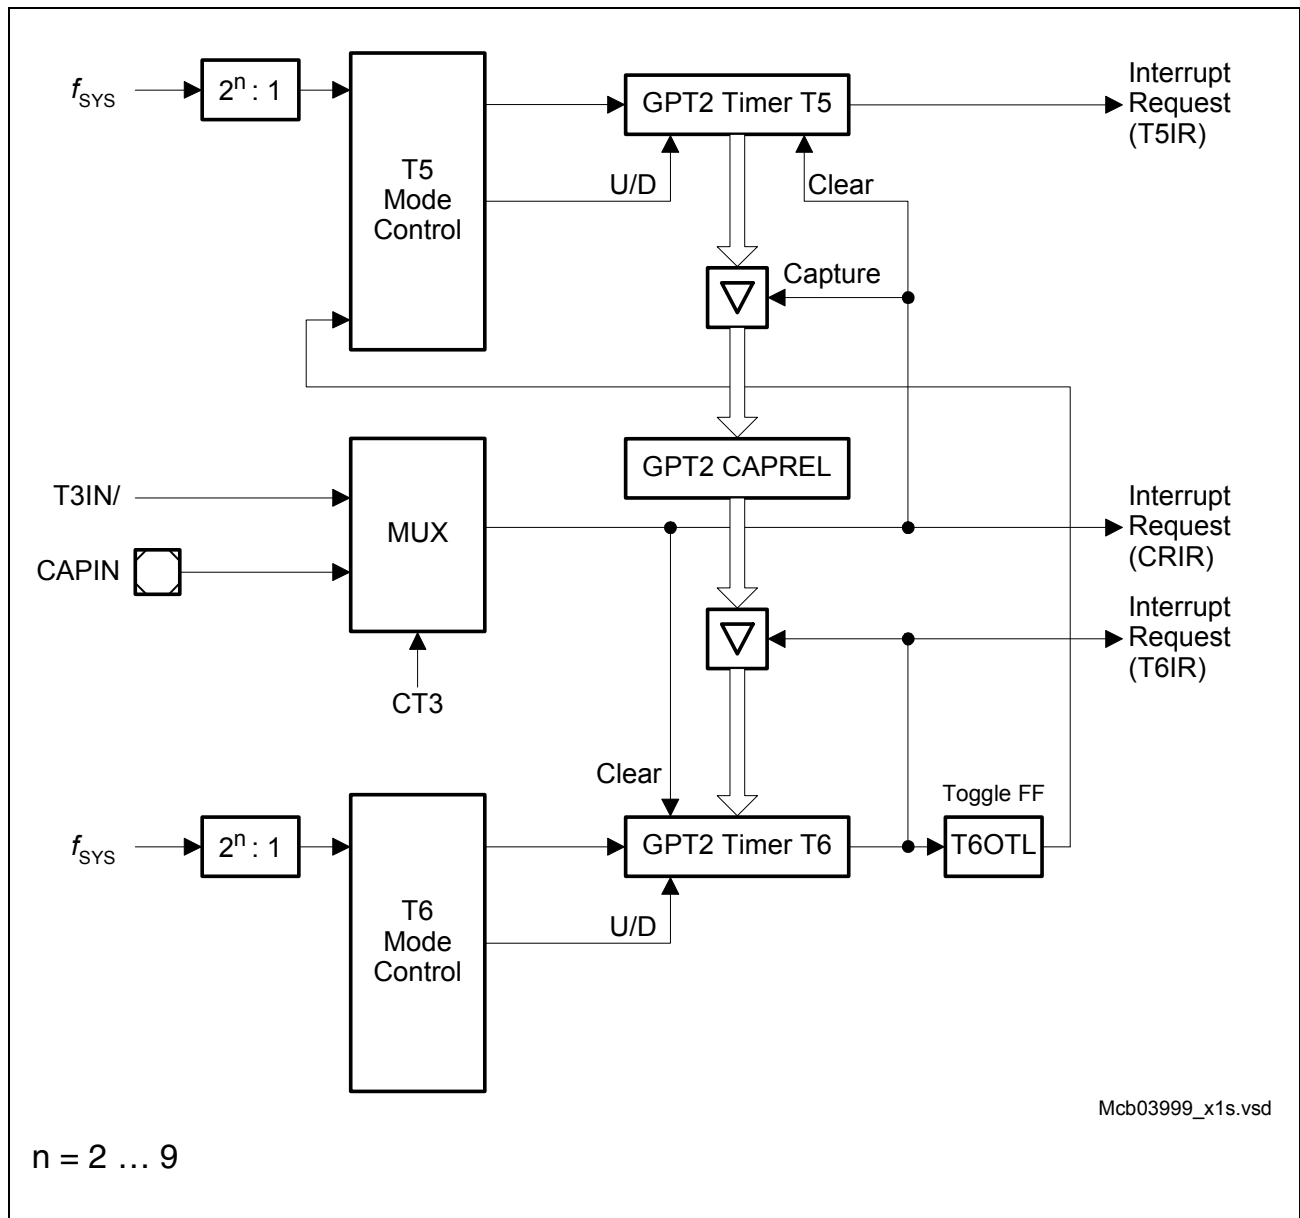 fSYS
2n : 1
T5
Mode
Control
GPT2 Timer T5
U/D
Clear
Interrupt
Request
(T5IR)
Capture
T3IN/
CAPIN
MUX
CT3
GPT2 CAPREL
Interrupt
Request
(CRIR)
Interrupt
Request
(T6IR)
Clear
fSYS
2n : 1
T6
Mode
Control
GPT2 Timer T6
U/D
Toggle FF
T6OTL
Mcb03999_x1s.vsd
n = 2 … 9